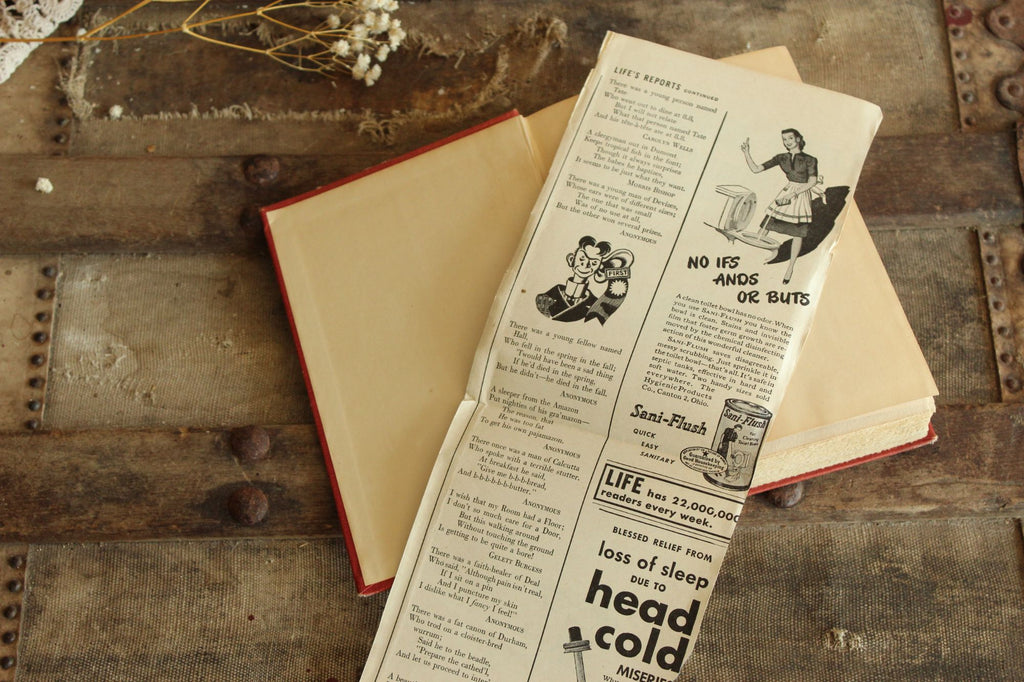 LIFE'S REPORTS CONTINUED
There was a young person named
Tate
Who went out to dine at 8.8,
But I will not relate
What that person named Tate
And his tête-à-tête ate at 8.8.
CAROLYN WELLS
A clergyman out in Dumont
Keeps tropical fish in the font;
Though it always surprises
The babes he baptizes,
It seems to be just what they want.
MORRIS BISHOP
There was a young man of Devizes,
Whose ears were of different sizes;
The one that was small
Was of no use at all,
But the other won several prizes.
ANONYMOUS
FIRST
There was a young fellow named
Hall,
Who fell in the spring in the fall;
'Twould have been a sad thing
If he'd died in the spring,
But he didn't—he died in the fall.
ANONYMOUS
A sleeper from the Amazon
Put nighties of his gra'mazon—
The reason, that
He was too fat
To get his own pajamazon.
ANONYMOUS
There once was a man of Calcutta
Who spoke with a terrible stutter.
At breakfast he said,
"Give me b-b-b-bread,
And b-b-b-b-b-b-butter."
ANONYMOUS
I wish that my Room had a Floor;
I don't so much care for a Door,
But this walking around
Without touching the ground
Is getting to be quite a bore!
GELETT BURGESS
There was a faith-healer of Deal
Who said, "Although pain isn't real,
If I sit on a pin
And I puncture my skin
I dislike what I fancy I feel!"
ANONYMOUS
There was a fat canon of Durham,
Who trod on a cloister-bred
wurrum;
Said he to the beadle,
"Prepare the cathed'l,
And let us proceed to
NO IFS
ANDS
OR BUTS
A clean toilet bowl has no odor. When
you use SANI-FLUSH you know the
bowl is clean. Stains and invisible
film that foster germ growth are re-
moved by the chemical disinfecting
action of this wonderful cleaner.
SANI-FLUSH saves disagreeable,
messy scrubbing. Just sprinkle it in
the toilet bowl—that's all. It's safe in
septic tanks, effective in hard and
soft water. Two handy sizes sold
everywhere. The
Hygienic Products
Co., Canton 2, Ohio.
Sani-Flush
QUICK
EASY
SANITARY
Sani-Flush
Guaranteed by
Good Housekeeping
LIFE has 22,000,000
readers every week.
BLESSED RELIEF FROM
loss of sleep
DUE TO
head
cold
MISERIE